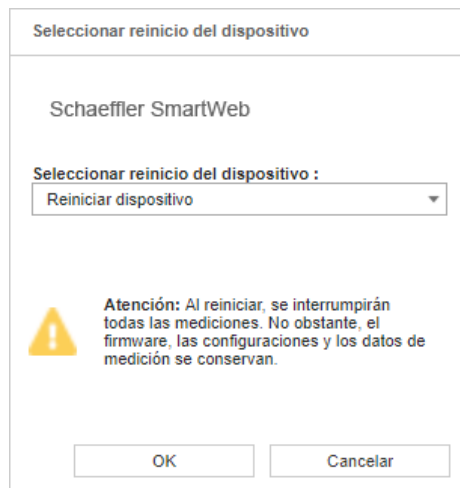 Seleccionar reinicio del dispositivo
Schaeffler SmartWeb
Seleccionar reinicio del dispositivo :
Reiniciar dispositivo
Atención: Al reiniciar, se interrumpirán
todas las mediciones. No obstante, el
firmware, las configuraciones y los datos de
medición se conservan.
OK
Cancelar